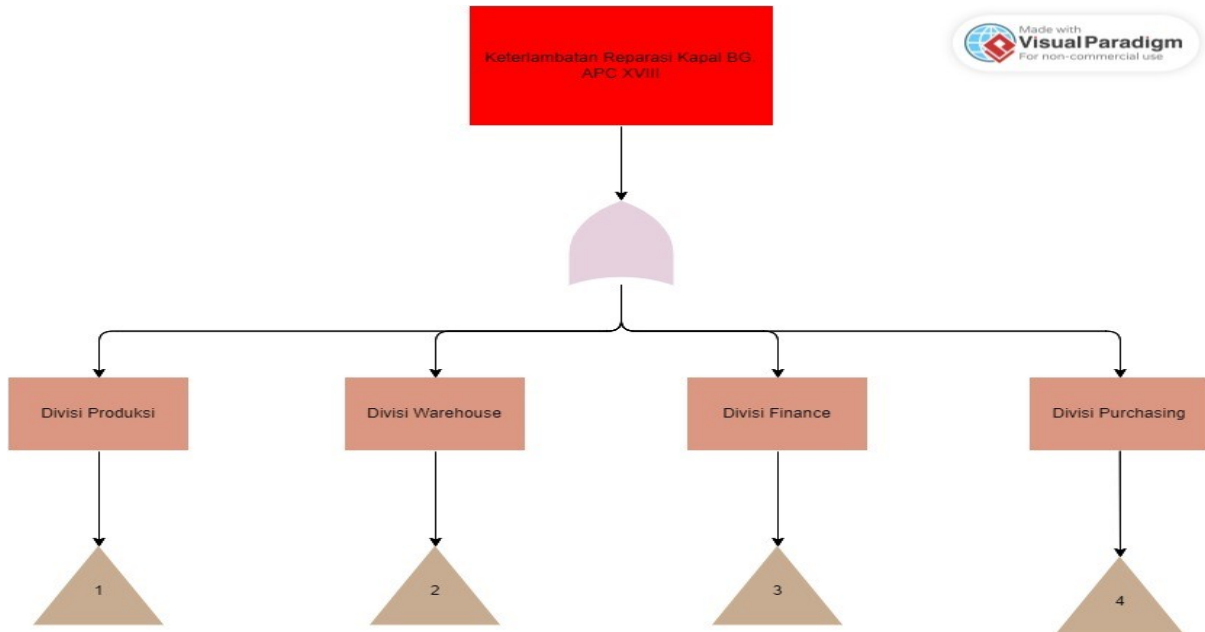 Keterlambatan Reparasi Kapal BG.
APC XVIII
Made with
Visual Paradigm
For non-commercial use
Divisi Produksi
Divisi Warehouse
Divisi Finance
Divisi Purchasing
1
2
3
4